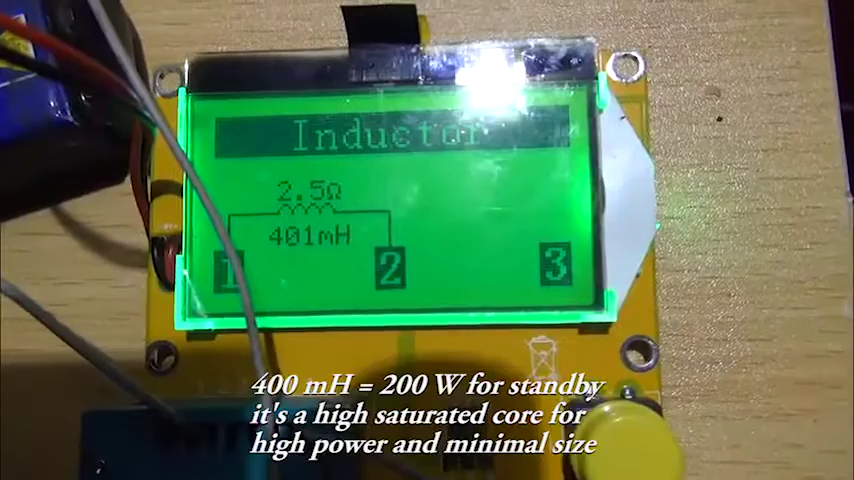 Inductor
2.5Ω
401mH
1 2 3
400 mH = 200 W for standby
it's a high saturated core for
high power and minimal size